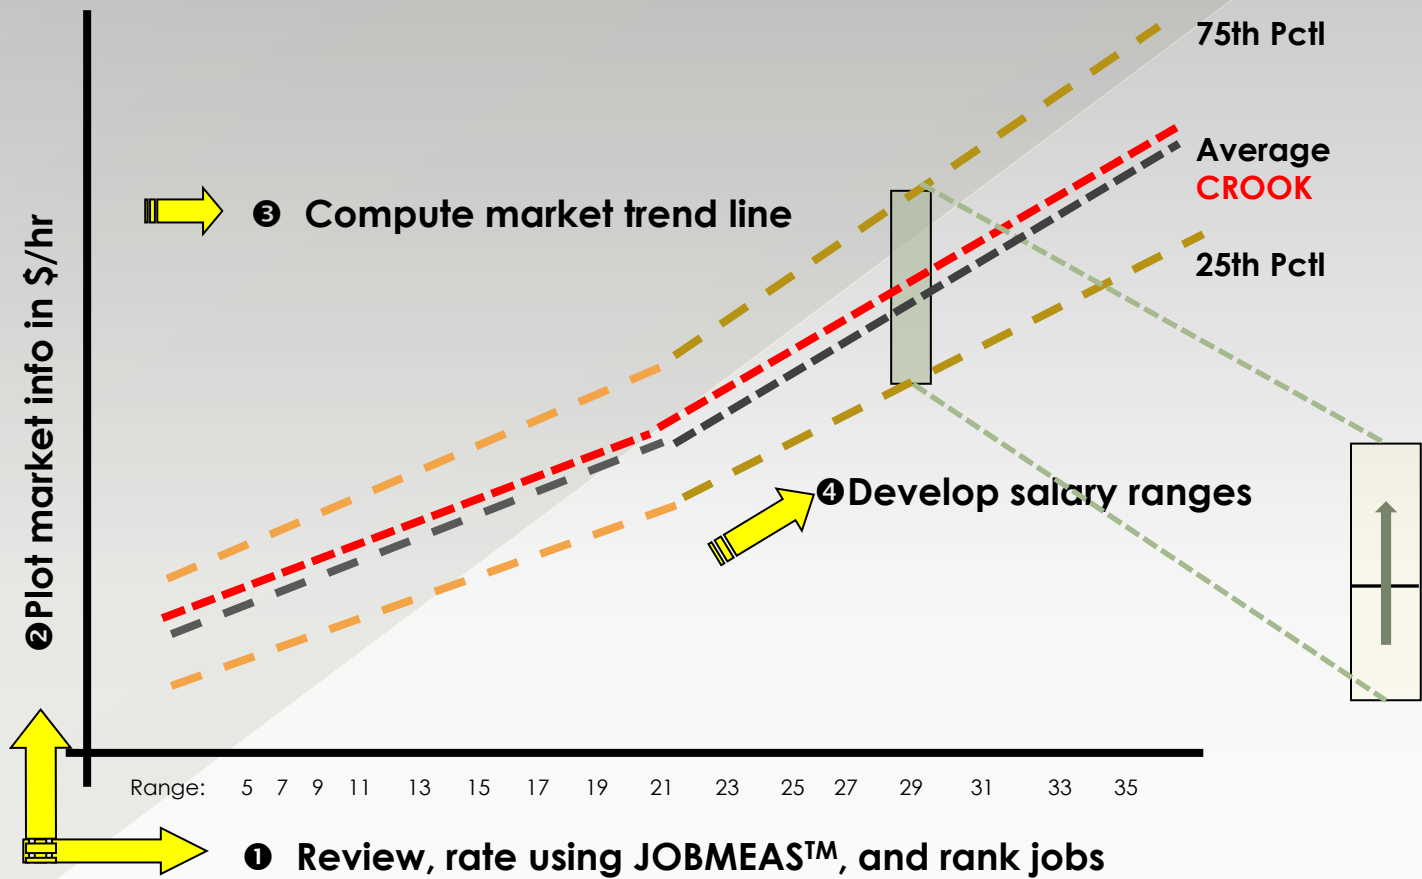 75th Pctl
Average
CROOK
25th Pctl
❸ Compute market trend line
❷Plot market info in $/hr
❹Develop salary ranges
Range: 5 7 9 11 13 15 17 19 21 23 25 27 29 31 33 35
❶ Review, rate using JOBMEAS™, and rank jobs